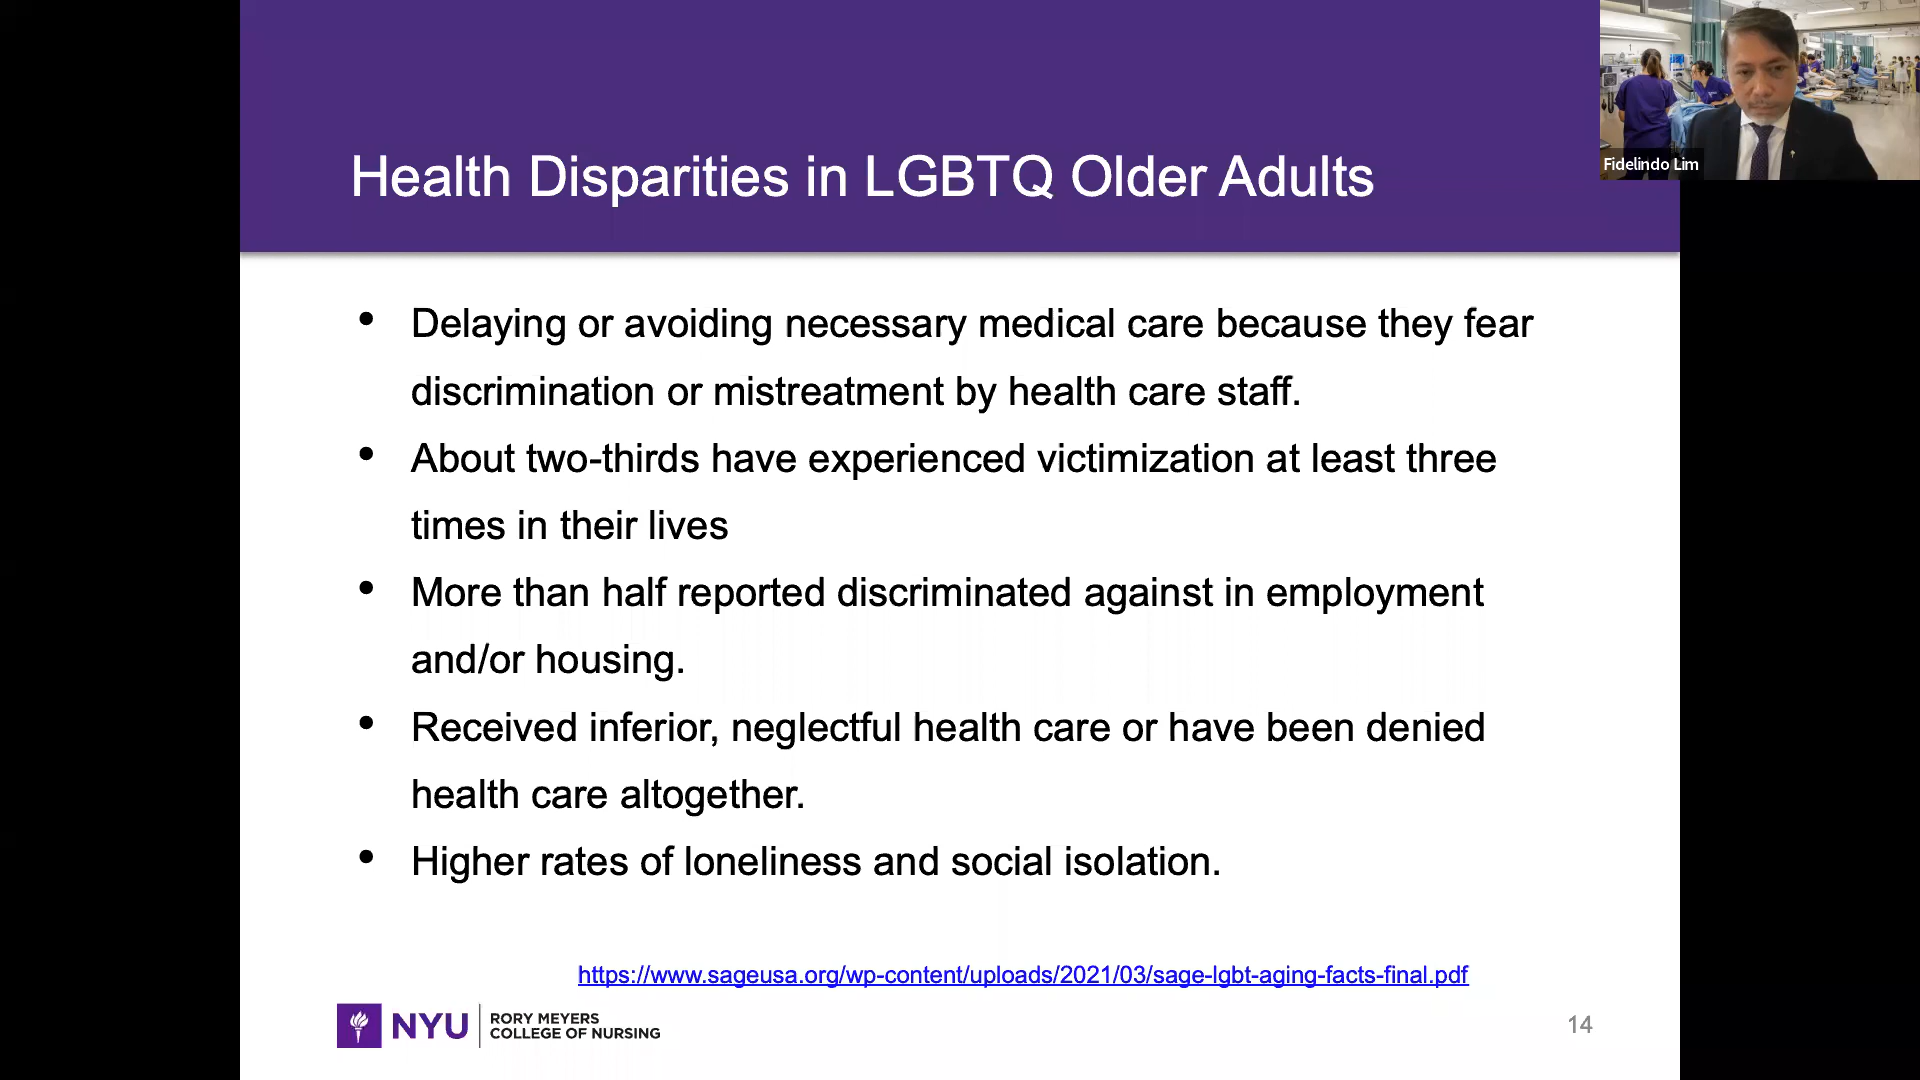 Health Disparities in LGBTQ Older Adults
Fidelindo Lim
• Delaying or avoiding necessary medical care because they fear
discrimination or mistreatment by health care staff.
• About two-thirds have experienced victimization at least three
times in their lives
• More than half reported discriminated against in employment
and/or housing.
• Received inferior, neglectful health care or have been denied
health care altogether.
• Higher rates of loneliness and social isolation.
https://www.sageusa.org/wp-content/uploads/2021/03/sage-lgbt-aging-facts-final.pdf
NYU
RORY MEYERS
COLLEGE OF NURSING
14